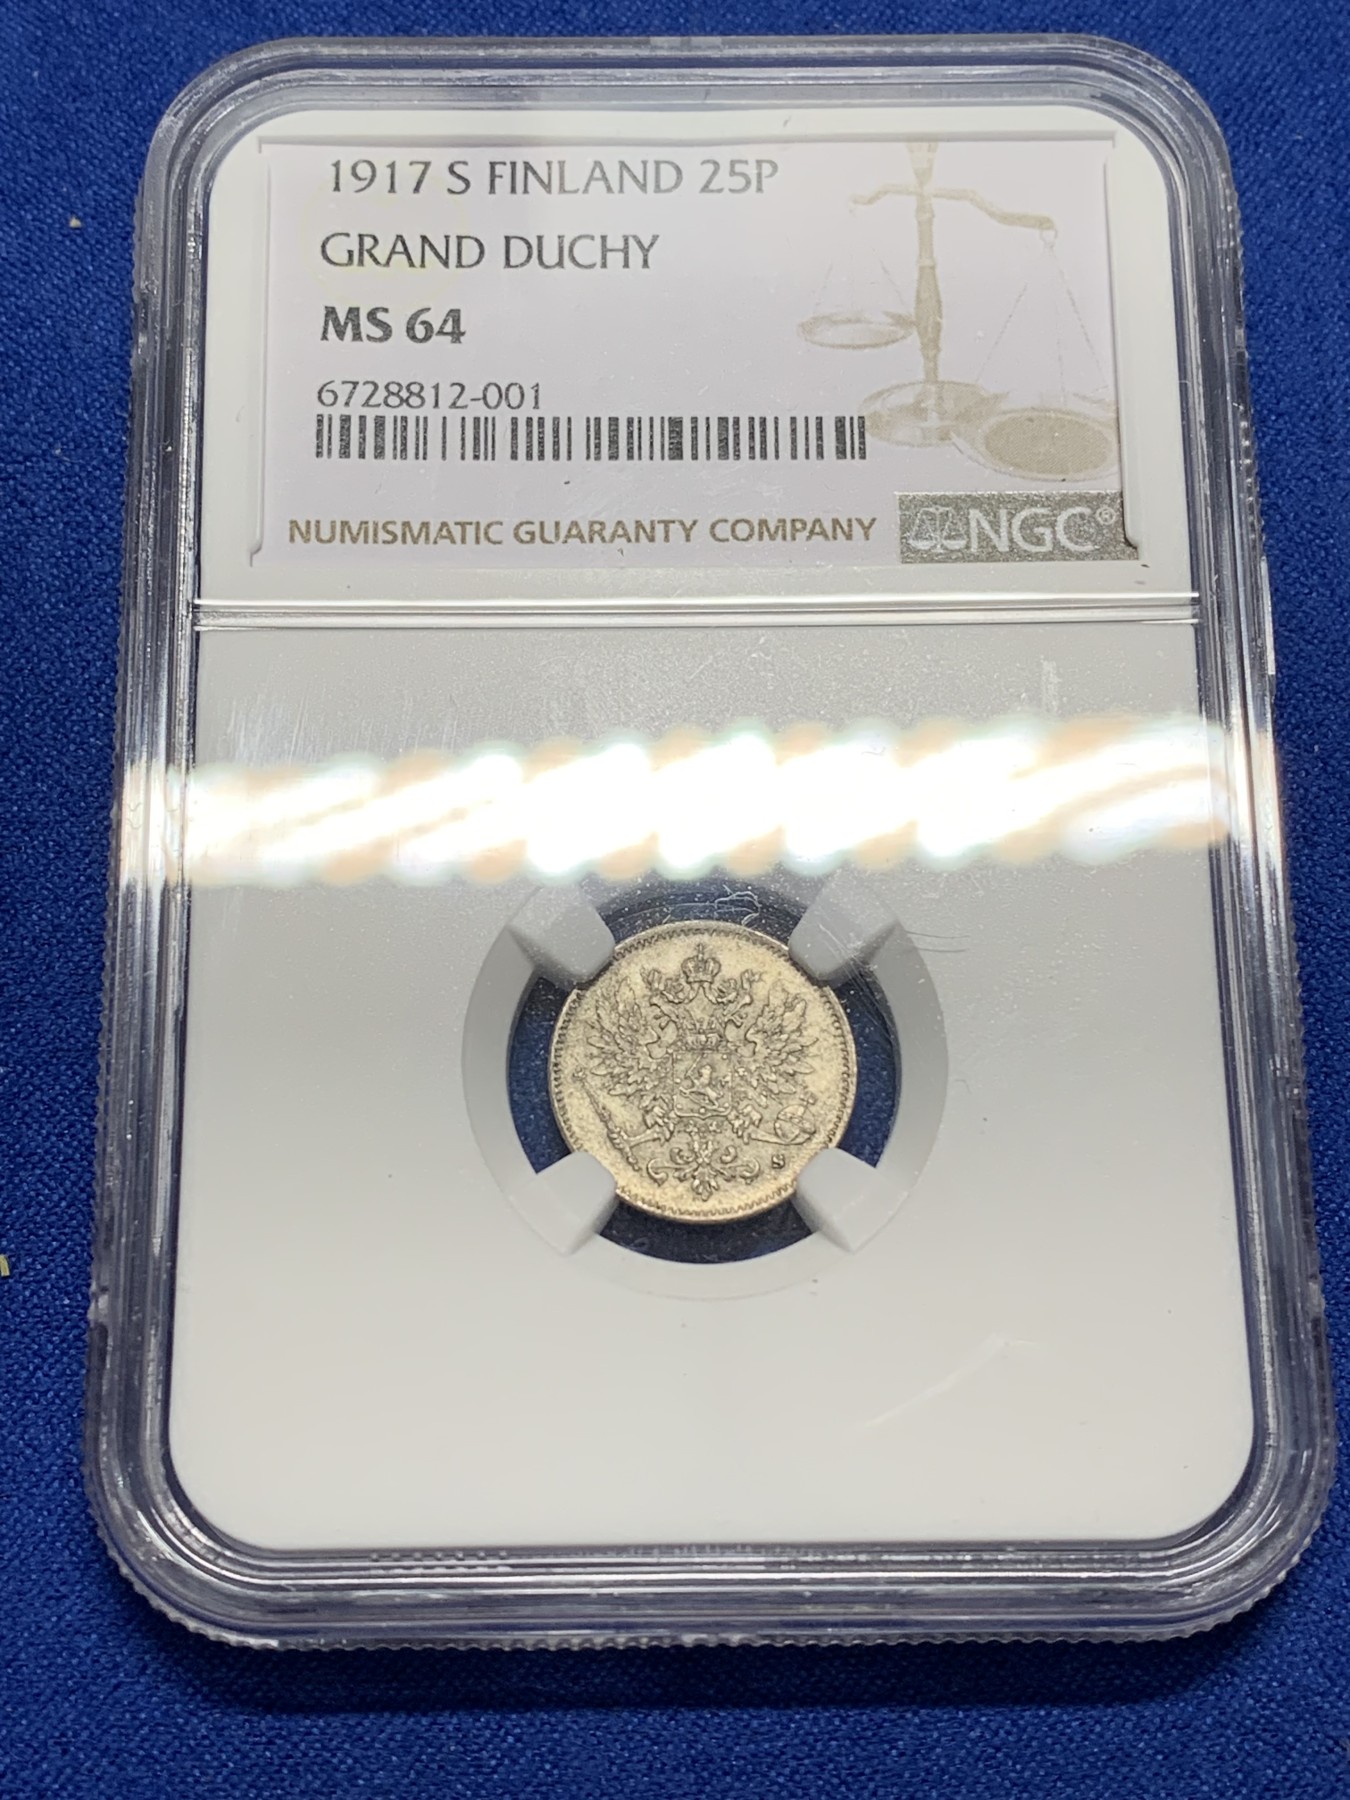 1917 S FINLAND 25P
GRAND DUCHY
MS 64
6728812-001
NUMISMATIC GUARANTY COMPANY
NGC®
S